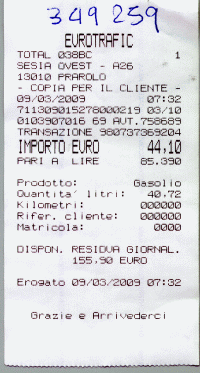 349259
EUROTRAFIC
TOTAL 038BC 1
SESIA OVEST - A26
13010 PRAROLO
- COPIA PER IL CLIENTE -
09/03/2009 07:32
711309015278000219 03/10
0103907016 69 AUT.758689
TRANSAZIONE 980737369204
IMPORTO EURO 44,10
PARI A LIRE 85.390
Prodotto: Gasolio
Quantita' litri: 40,72
Kilometri: 000000
Rifer. cliente: 000000
Matricola: 0000
DISPON. RESIDUA GIORNAL.
155,90 EURO
Erogato 09/03/2009 07:32
Grazie e Arrivederci